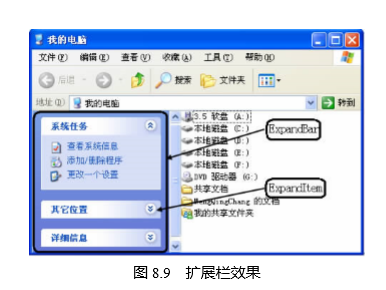 我的电脑
文件(F) 编辑(E) 查看(V) 收藏(A) 工具(T) 帮助(H)
后退 搜索 文件夹
地址(D) 我的电脑 转到
系统任务
查看系统信息
添加/删除程序
更改一个设置
其它位置
详细信息
3.5 软盘 (A:)
本地磁盘 (C:)
本地磁盘 (D:)
本地磁盘 (E:)
本地磁盘 (F:)
DVD 驱动器 (G:)
共享文档
的文档
我的共享文件夹
ExpandBar
ExpandItem
图 8.9 扩展栏效果